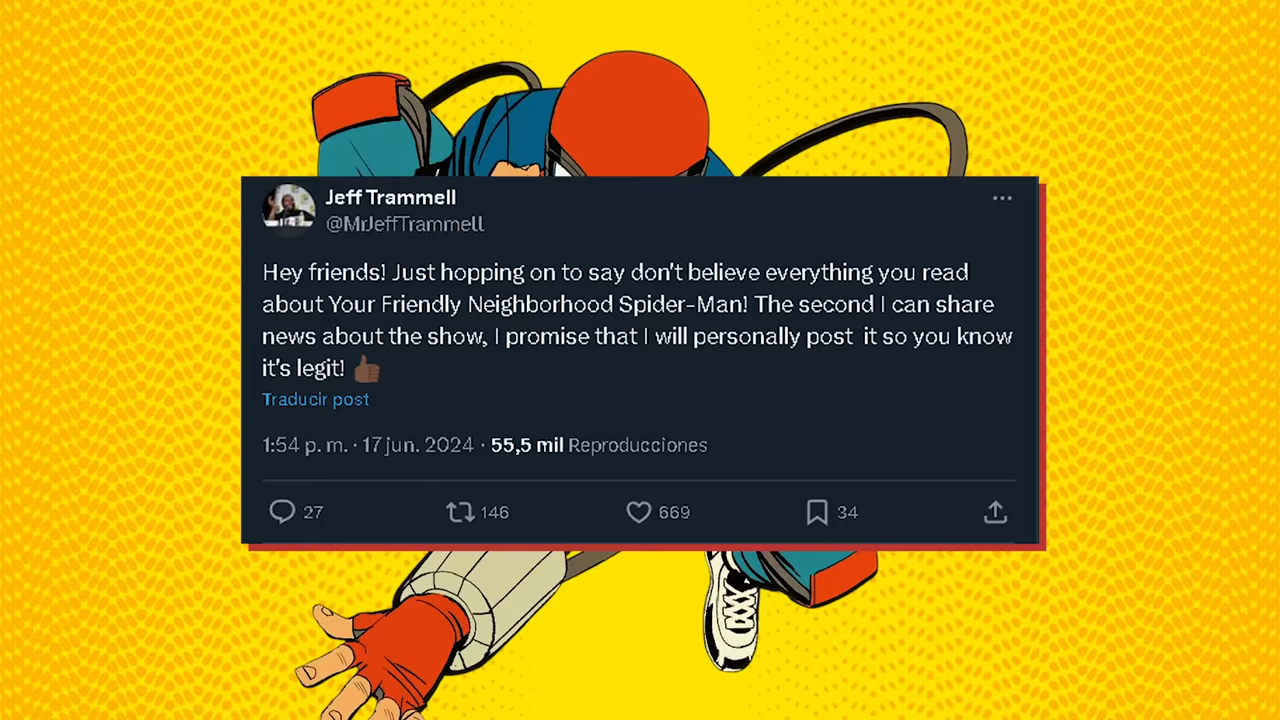 Jeff Trammell
@MrJeffTrammell
Hey friends! Just hopping on to say don't believe everything you read
about Your Friendly Neighborhood Spider-Man! The second I can share
news about the show, I promise that I will personally post it so you know
it's legit! 👍🏾
Traducir post
1:54 p. m. · 17 jun. 2024 · 55,5 mil Reproducciones
27 146 669 34